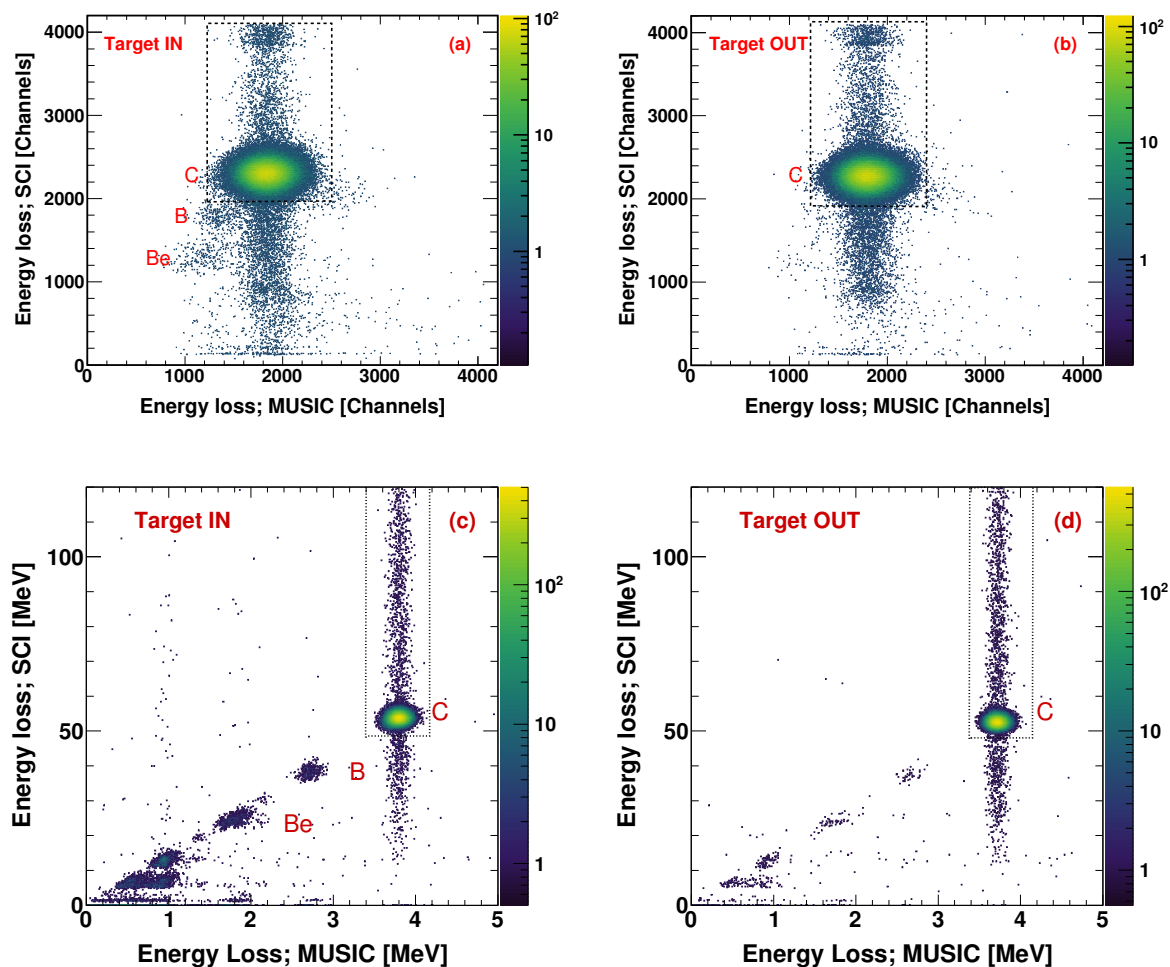 Target IN
(a)
C
B
Be
Energy loss; SCI [Channels]
0
1000
2000
3000
4000
0
1000
2000
3000
4000
Energy loss; MUSIC [Channels]
1
10
10²
Target OUT
(b)
C
Energy loss; SCI [Channels]
0
1000
2000
3000
4000
0
1000
2000
3000
4000
Energy loss; MUSIC [Channels]
1
10
10²
Target IN
(c)
C
B
Be
Energy loss; SCI [MeV]
0
50
100
0
1
2
3
4
5
Energy Loss; MUSIC [MeV]
1
10
10²
Target OUT
(d)
C
Energy loss; SCI [MeV]
0
50
100
0
1
2
3
4
5
Energy Loss; MUSIC [MeV]
1
10
10²